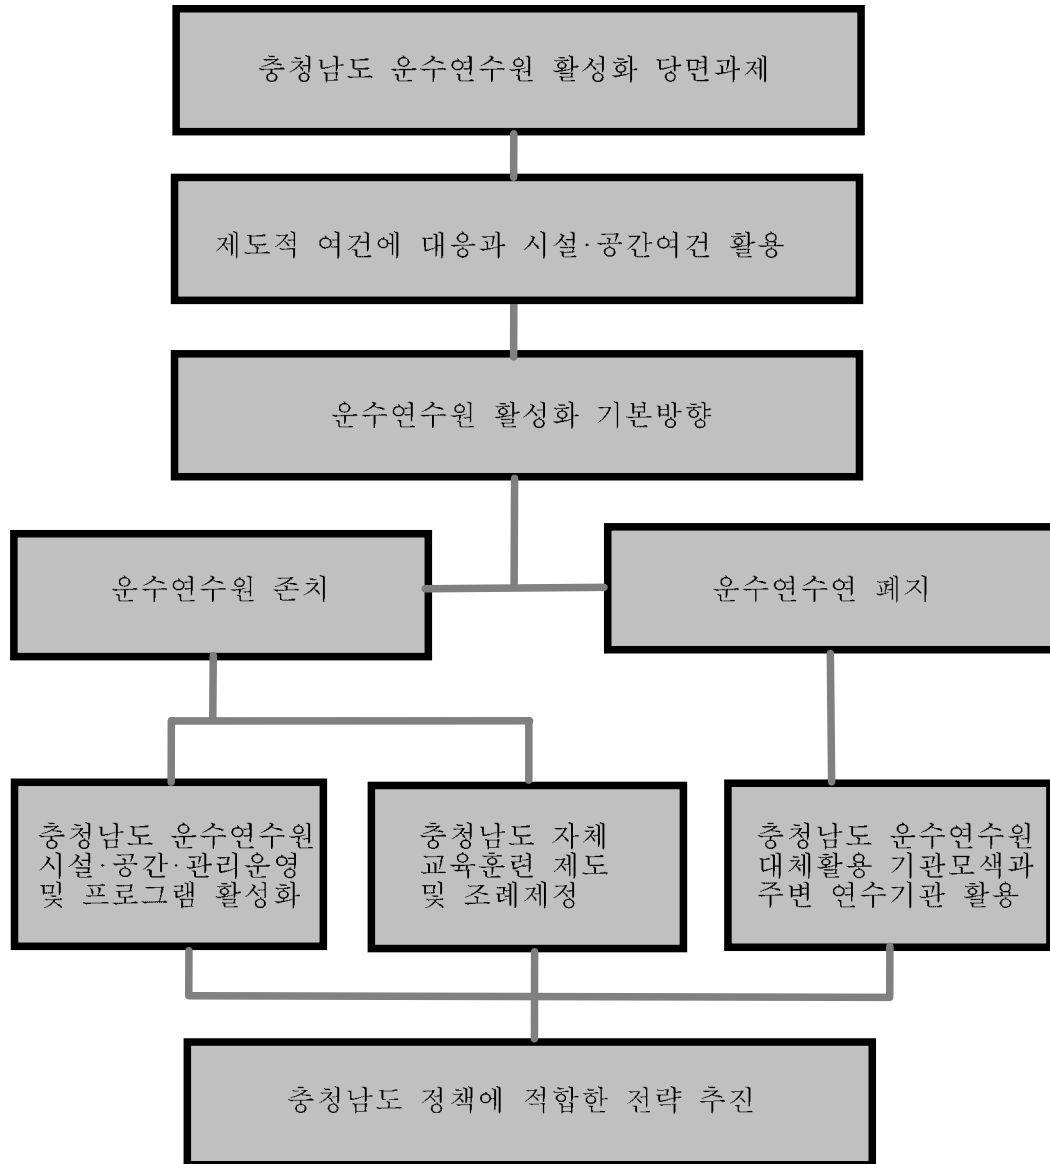 충청남도 운수연수원 활성화 당면과제
제도적 여건에 대응과 시설·공간여건 활용
운수연수원 활성화 기본방향
운수연수원 존치
운수연수연 폐지
충청남도 운수연수원
시설·공간·관리운영
및 프로그램 활성화
충청남도 자체
교육훈련 제도
및 조례제정
충청남도 운수연수원
대체활용 기관모색과
주변 연수기관 활용
충청남도 정책에 적합한 전략 추진